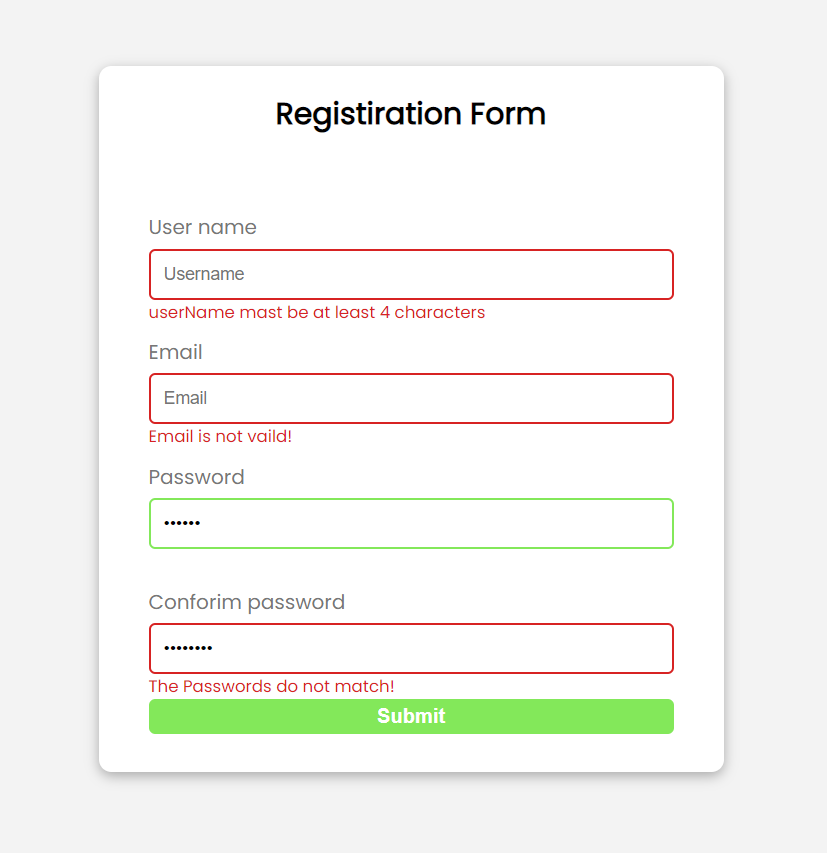 Registiration Form
User name
Username
userName mast be at least 4 characters
Email
Email
Email is not vaild!
Password
••••••
Conforim password
••••••••
The Passwords do not match!
Submit